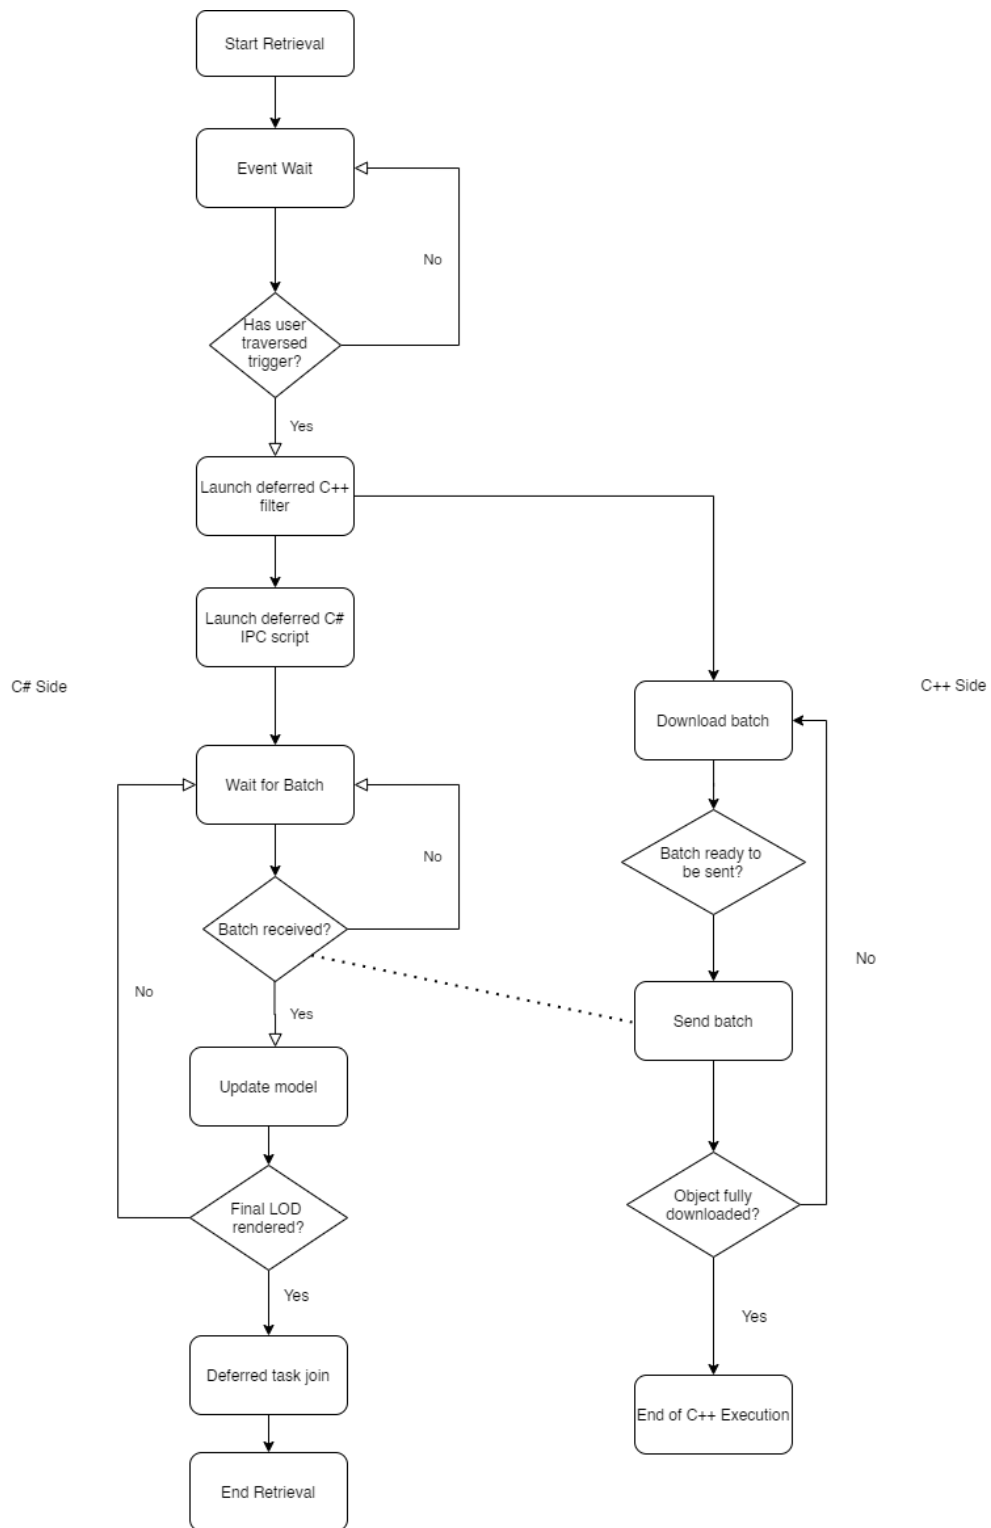 Start Retrieval
Event Wait
No
Has user
traversed
trigger?
Yes
Launch deferred C++
filter
Launch deferred C#
IPC script
C# Side
C++ Side
Download batch
Wait for Batch
No
Batch ready to
be sent?
Batch received?
No
No
Yes
Send batch
Update model
Final LOD
rendered?
Object fully
downloaded?
Yes
Yes
Deferred task join
End of C++ Execution
End Retrieval